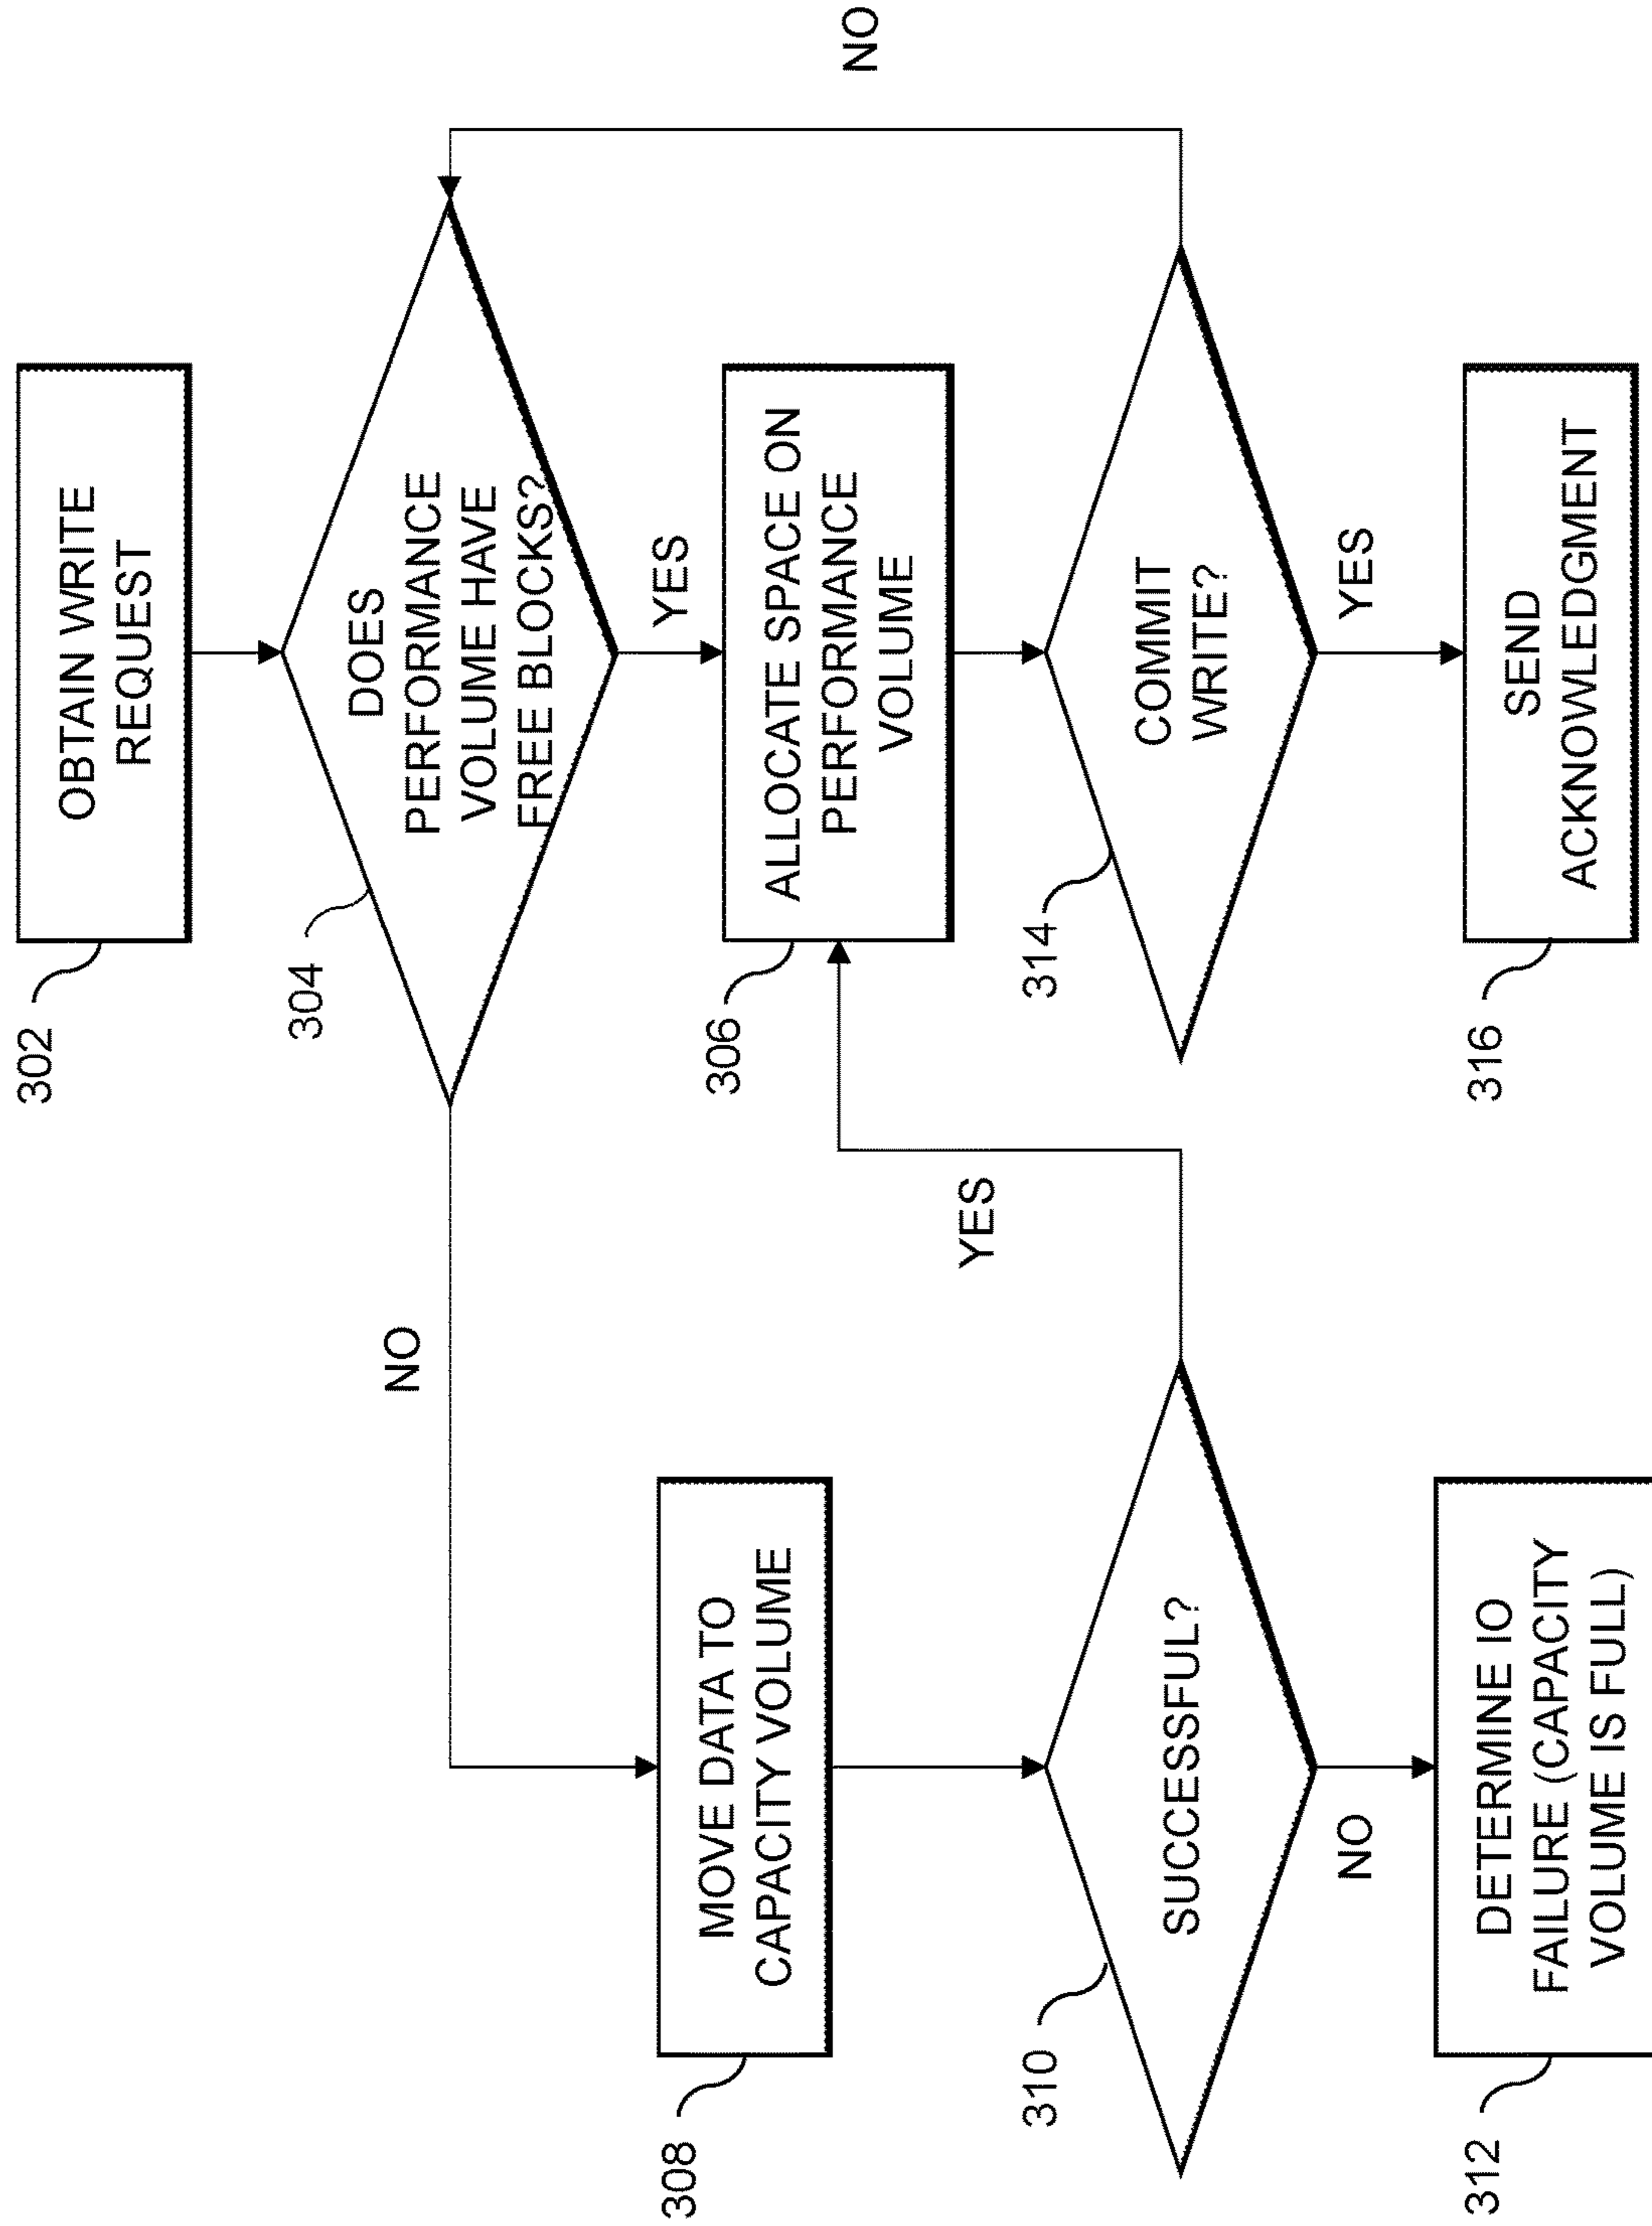 302
OBTAIN WRITE
REQUEST
304
DOES
PERFORMANCE
VOLUME HAVE
FREE BLOCKS?
NO
YES
NO
308
MOVE DATA TO
CAPACITY VOLUME
306
ALLOCATE SPACE ON
PERFORMANCE
VOLUME
YES
310
SUCCESSFUL?
314
COMMIT
WRITE?
NO
YES
312
DETERMINE IO
FAILURE (CAPACITY
VOLUME IS FULL)
316
SEND
ACKNOWLEDGMENT